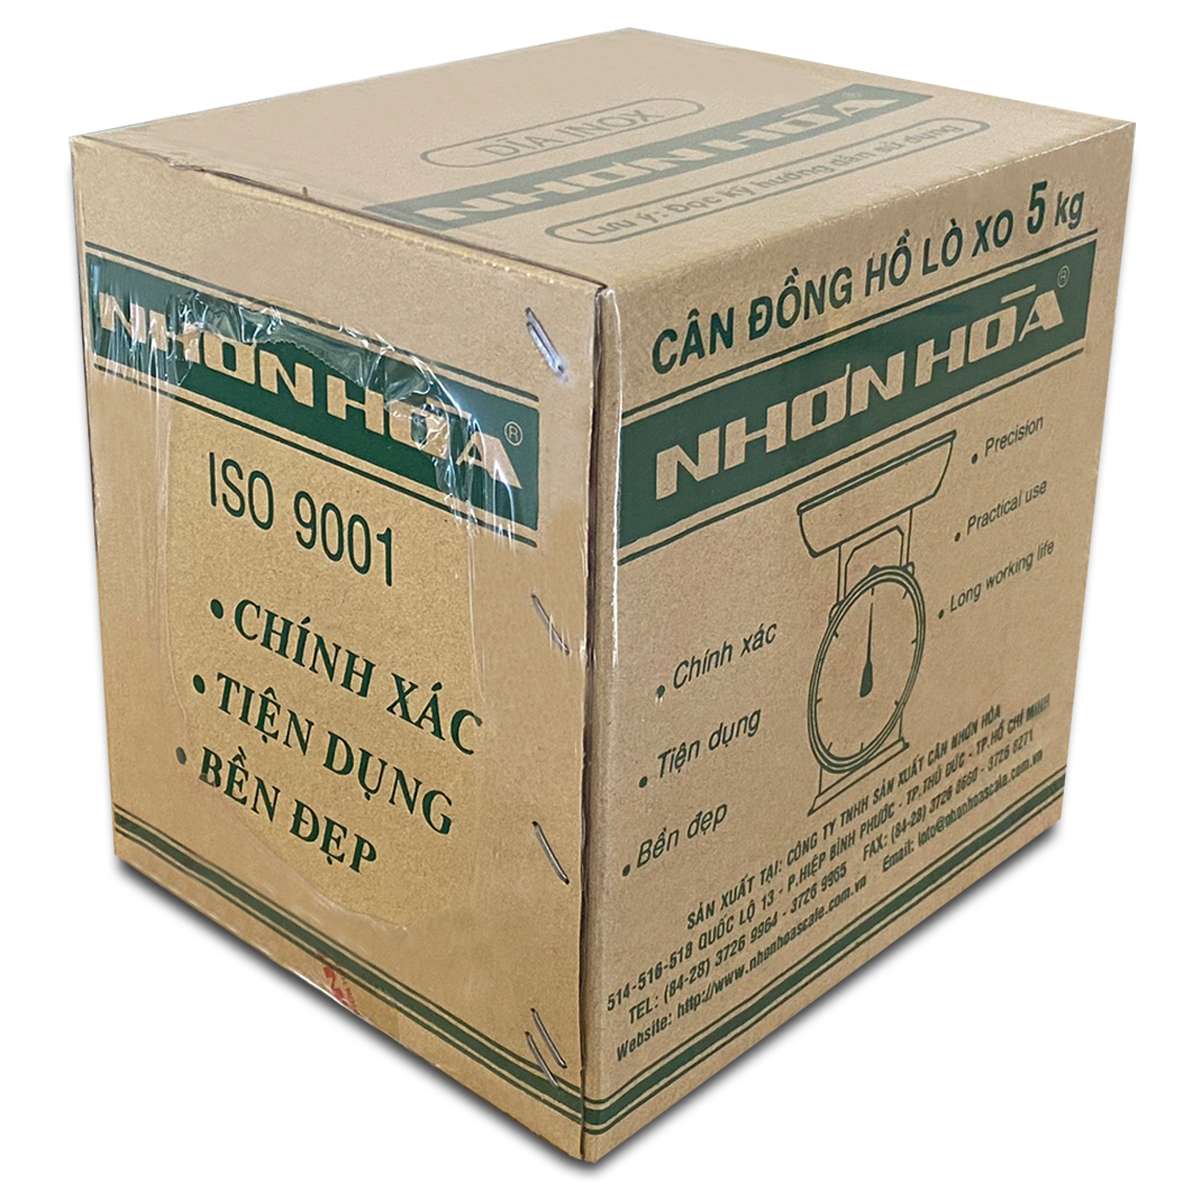 DĨA INOX
NHƠN HÒA ®
Lưu ý: Đọc kỹ hướng dẫn sử dụng
NHƠN HÒA ®
ISO 9001
• CHÍNH XÁC
• TIỆN DỤNG
• BỀN ĐẸP
CÂN ĐỒNG HỒ LÒ XO 5 kg
NHƠN HÒA ®
• Precision
• Practical use
• Long working life
• Chính xác
• Tiện dụng
• Bền đẹp
SẢN XUẤT TẠI: CÔNG TY TNHH SẢN XUẤT CÂN NHƠN HÒA
514-516-518 QUỐC LỘ 13 - P.HIỆP BÌNH PHƯỚC - TP.THỦ ĐỨC - TP.HỒ CHÍ MINH
TEL: (84-28) 3726 9964 - 3726 9965 FAX: (84-28) 3726 0660 - 3726 0271
Website: http://www.nhonhoascale.com.vn Email: info@nhonhoascale.com.vn